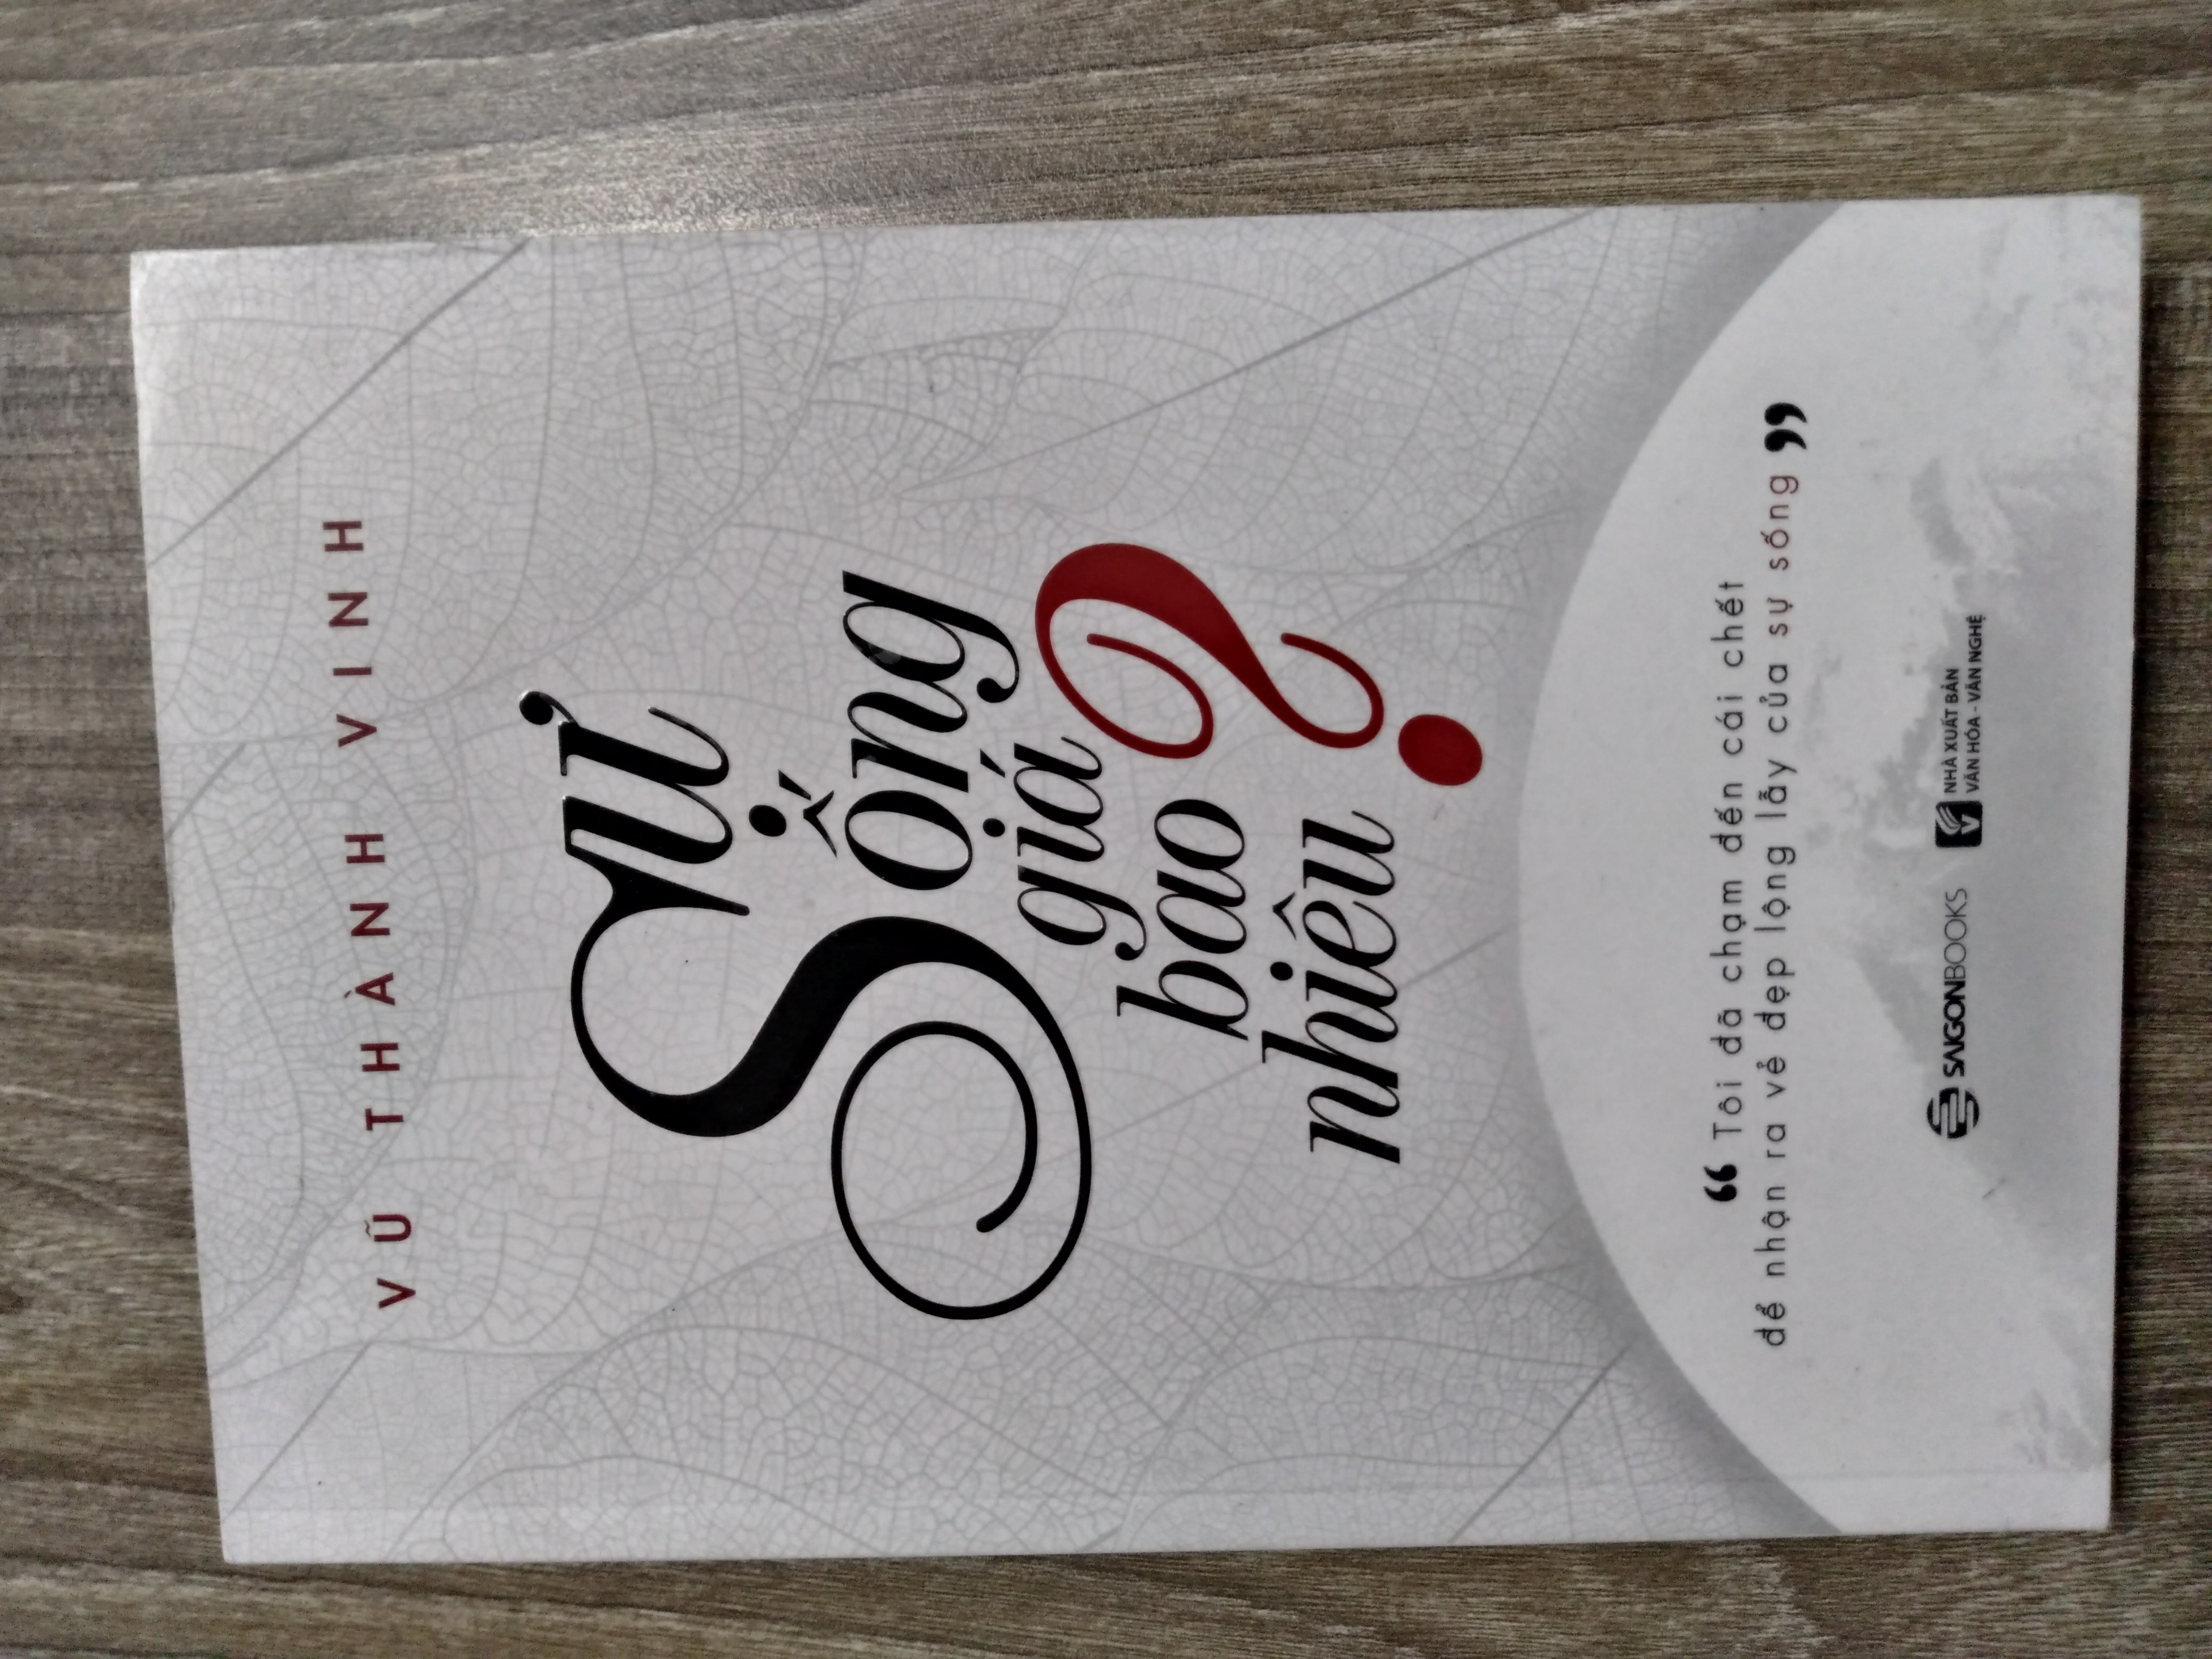 VŨ THÀNH VINH
Sự
Sống
giá
bao
nhiêu?
“ Tôi đã chạm đến cái chết
để nhận ra vẻ đẹp lộng lẫy của sự sống ”
SAIGONBOOKS
NHÀ XUẤT BẢN
VĂN HÓA - VĂN NGHỆ